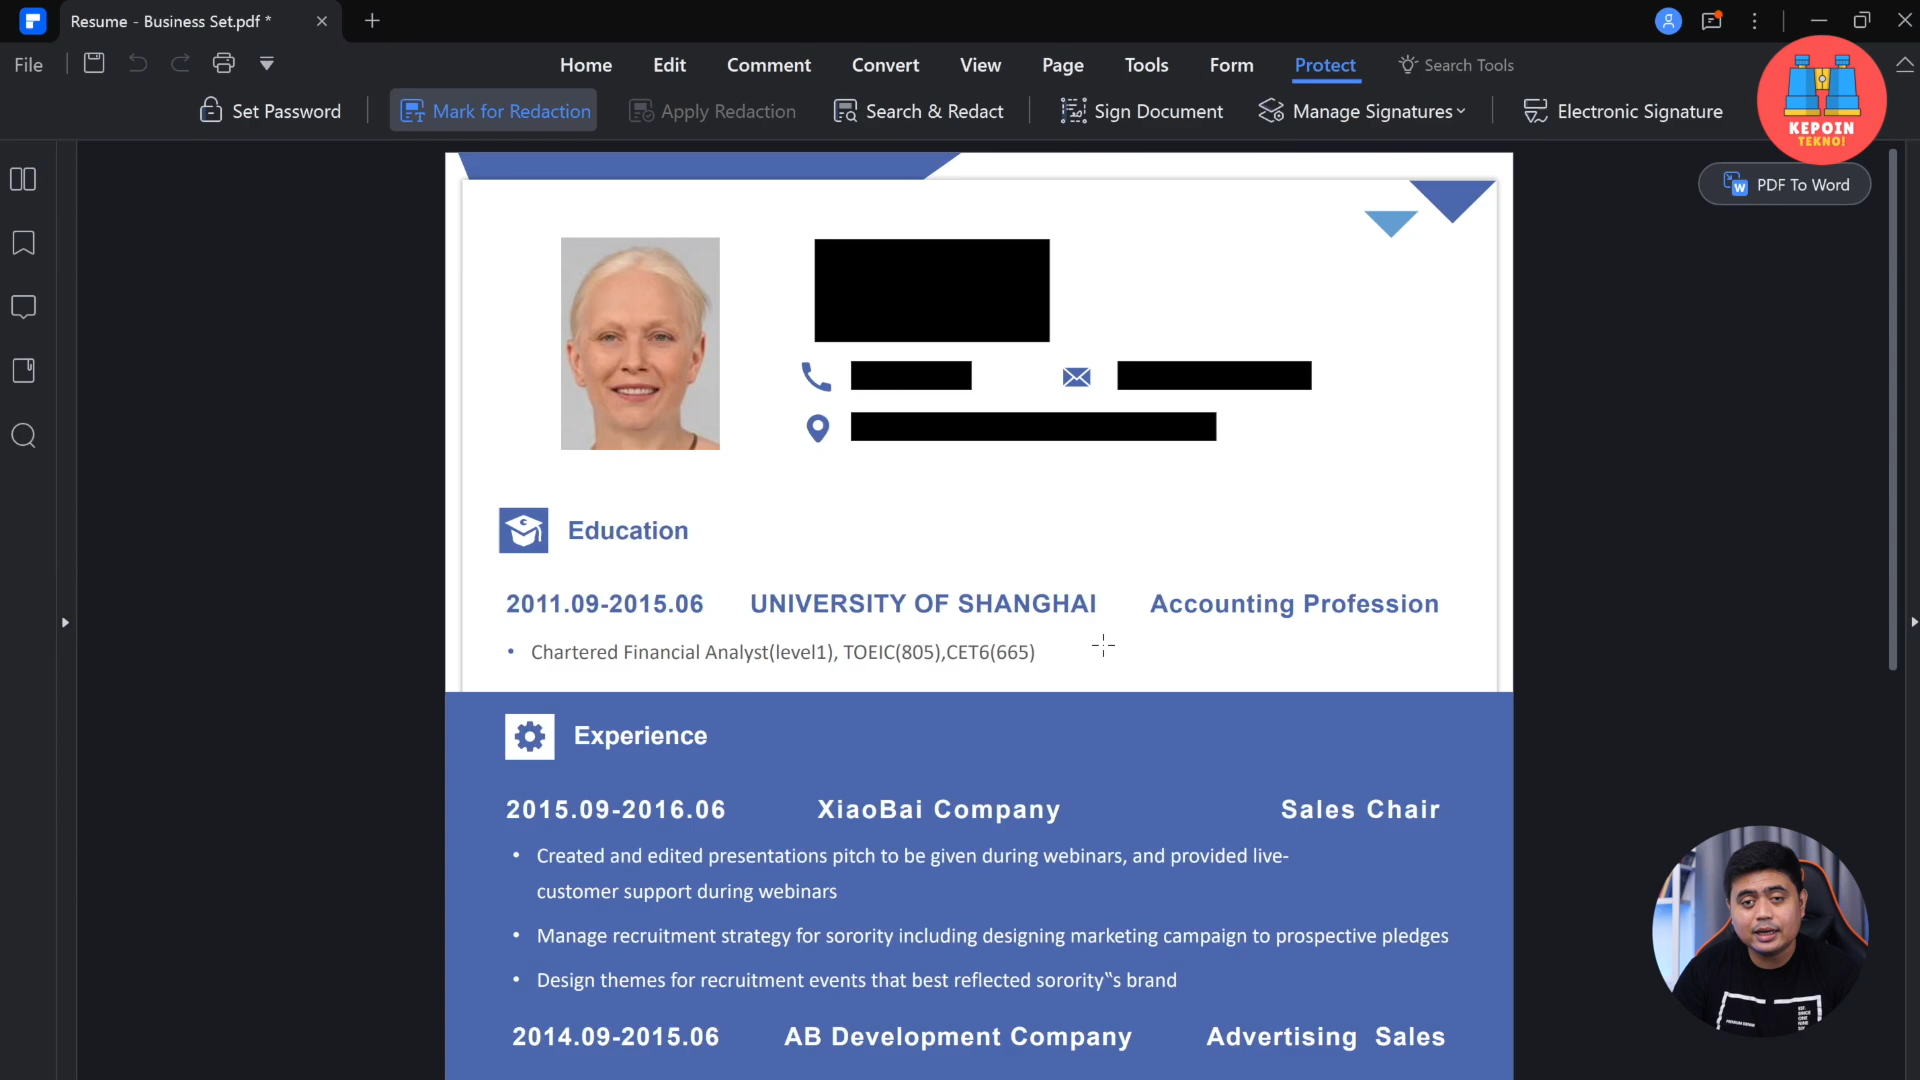 Resume - Business Set.pdf *
File
Home Edit Comment Convert View Page Tools Form Protect Search Tools
Set Password Mark for Redaction Apply Redaction Search & Redact Sign Document Manage Signatures Electronic Signature
KEPOIN
TEKNO!
W PDF To Word
Education
2011.09-2015.06 UNIVERSITY OF SHANGHAI Accounting Profession
• Chartered Financial Analyst(level1), TOEIC(805),CET6(665)
Experience
2015.09-2016.06 XiaoBai Company Sales Chair
• Created and edited presentations pitch to be given during webinars, and provided live-
customer support during webinars
• Manage recruitment strategy for sorority including designing marketing campaign to prospective pledges
• Design themes for recruitment events that best reflected sorority‟s brand
2014.09-2015.06 AB Development Company Advertising Sales